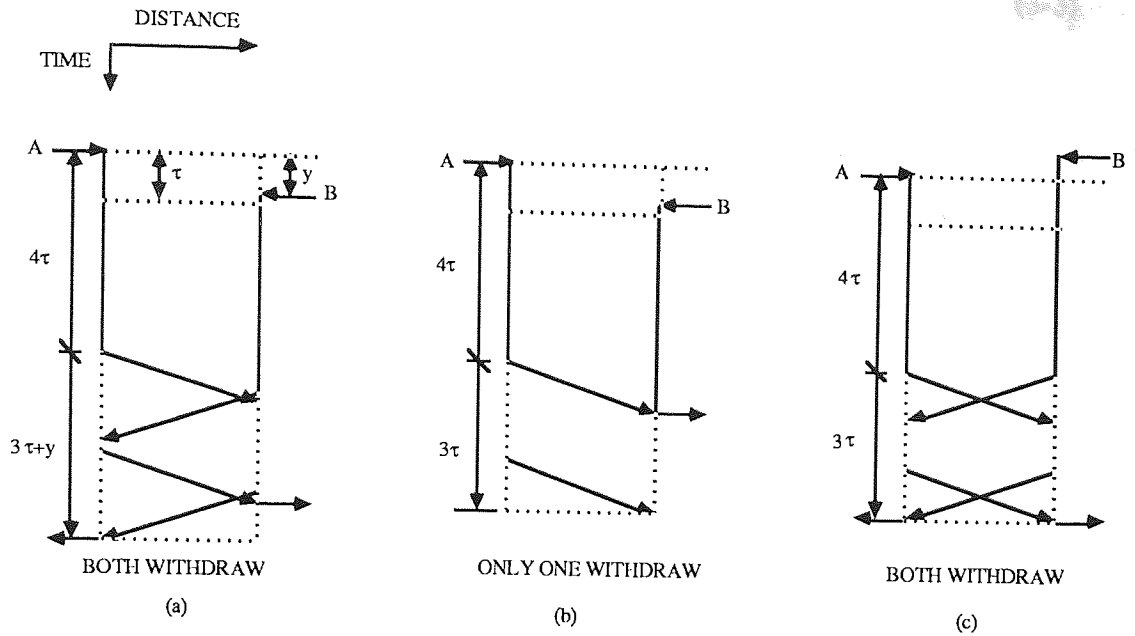 DISTANCE
TIME
A
τ
y
B
4τ
3τ+y
BOTH WITHDRAW
(a)
A
B
4τ
3τ
ONLY ONE WITHDRAW
(b)
A
B
4τ
3τ
BOTH WITHDRAW
(c)